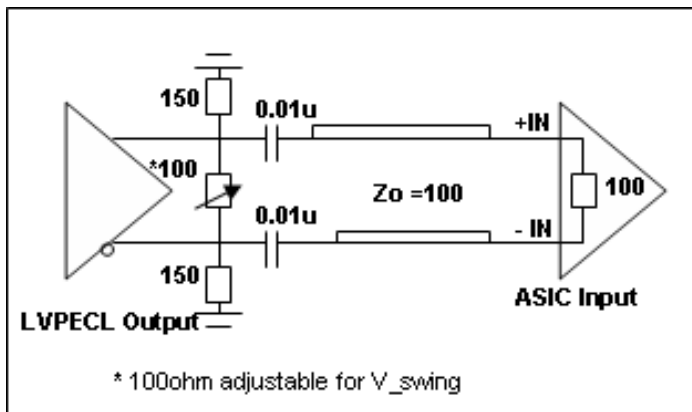 150
0.01u
+IN
*100
100
Zo =100
0.01u
- IN
150
ASIC Input
LVPECL Output
* 100ohm adjustable for V_swing